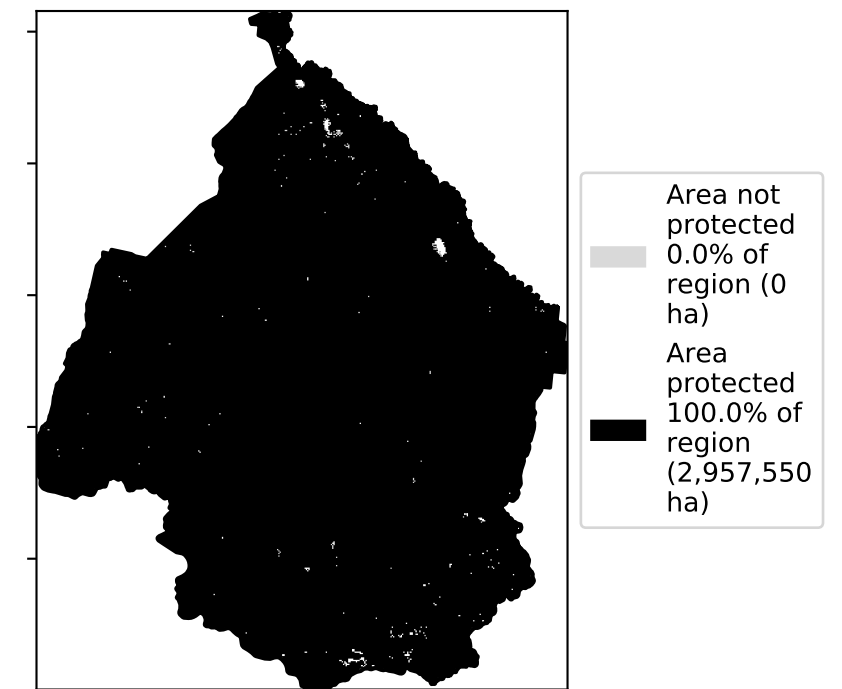 Area not
protected
0.0% of
region (0
ha)
Area
protected
100.0% of
region
(2,957,550
ha)